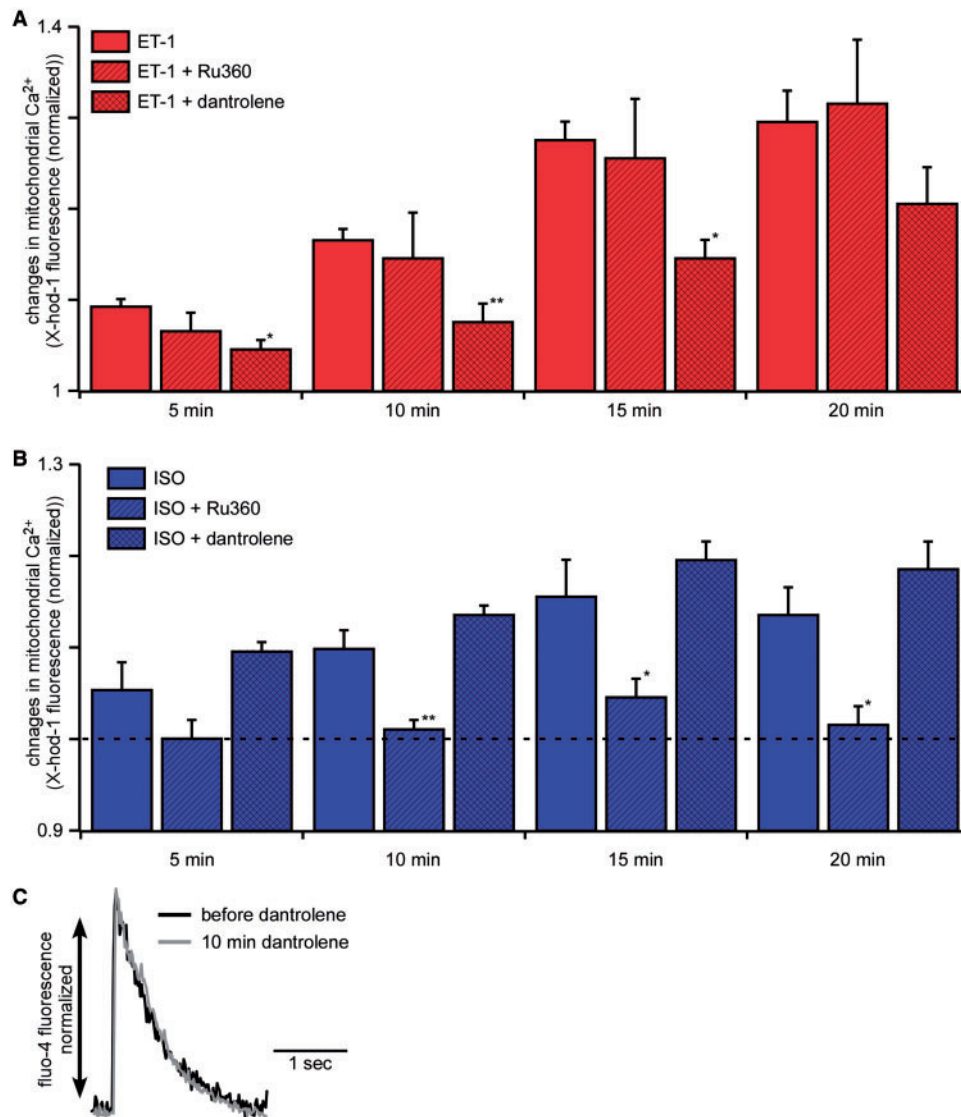 A
1.4
ET-1
ET-1 + Ru360
ET-1 + dantrolene
changes in mitochondrial Ca²⁺
(X-hod-1 fluorescence (normalized))
*
**
*
1
5 min
10 min
15 min
20 min
B
1.3
ISO
ISO + Ru360
ISO + dantrolene
chnages in mitochondrial Ca²⁺
(X-hod-1 fluorescence (normalized))
**
*
*
0.9
5 min
10 min
15 min
20 min
C
before dantrolene
10 min dantrolene
fluo-4 fluorescence
normalized
1 sec